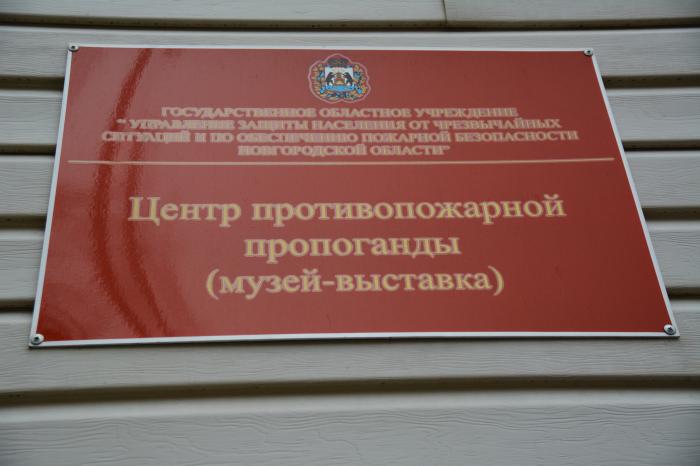 ГОСУДАРСТВЕННОЕ ОБЛАСТНОЕ УЧРЕЖДЕНИЕ
" УПРАВЛЕНИЕ ЗАЩИТЫ НАСЕЛЕНИЯ ОТ ЧРЕЗВЫЧАЙНЫХ
СИТУАЦИЙ И ПО ОБЕСПЕЧЕНИЮ ПОЖАРНОЙ БЕЗОПАСНОСТИ
НОВГОРОДСКОЙ ОБЛАСТИ"
Центр противопожарной
пропоганды
(музей-выставка)